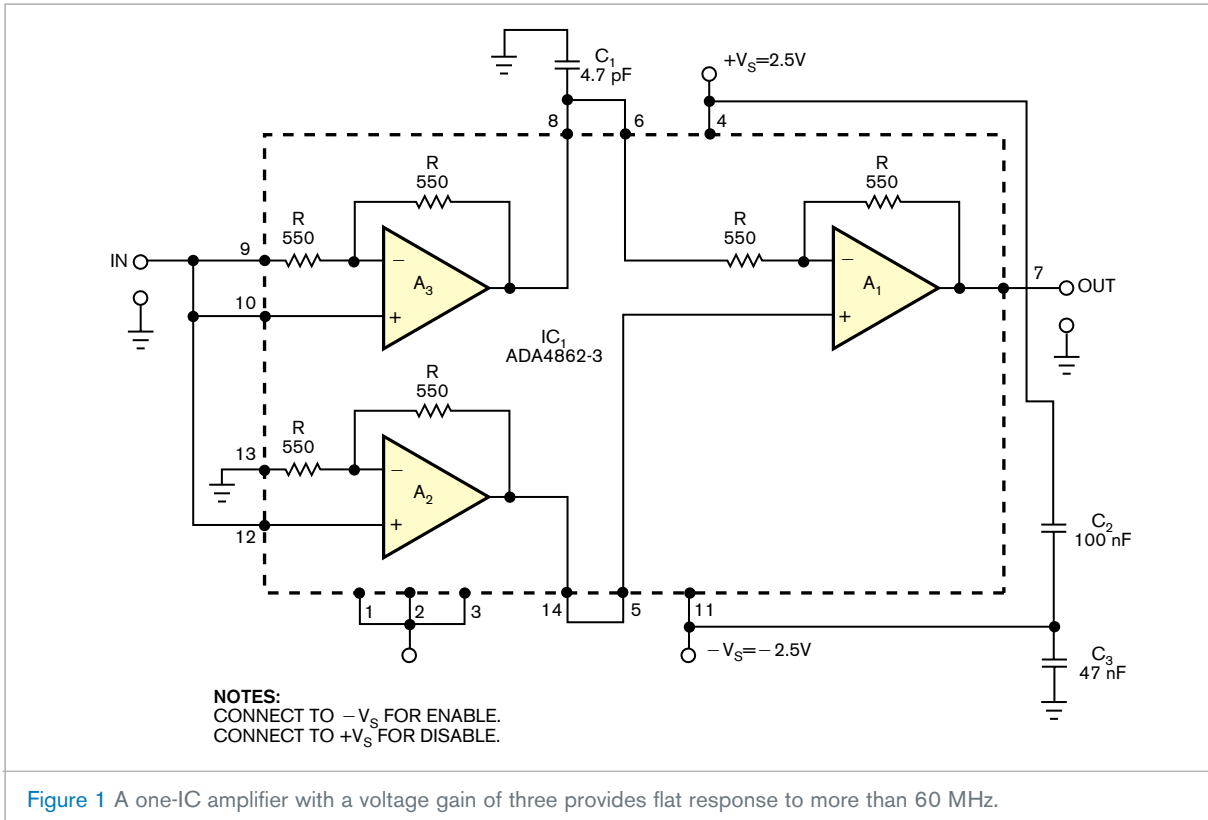 C1
4.7 pF
+VS=2.5V
8
6
4
R
550
R
550
R
550
R
550
IN
9
A3
A1
7
OUT
10
IC1
ADA4862-3
R
550
R
550
13
A2
12
C2
100 nF
1
2
3
14
5
11
−VS=−2.5V
C3
47 nF
NOTES:
CONNECT TO −VS FOR ENABLE.
CONNECT TO +VS FOR DISABLE.
Figure 1 A one-IC amplifier with a voltage gain of three provides flat response to more than 60 MHz.